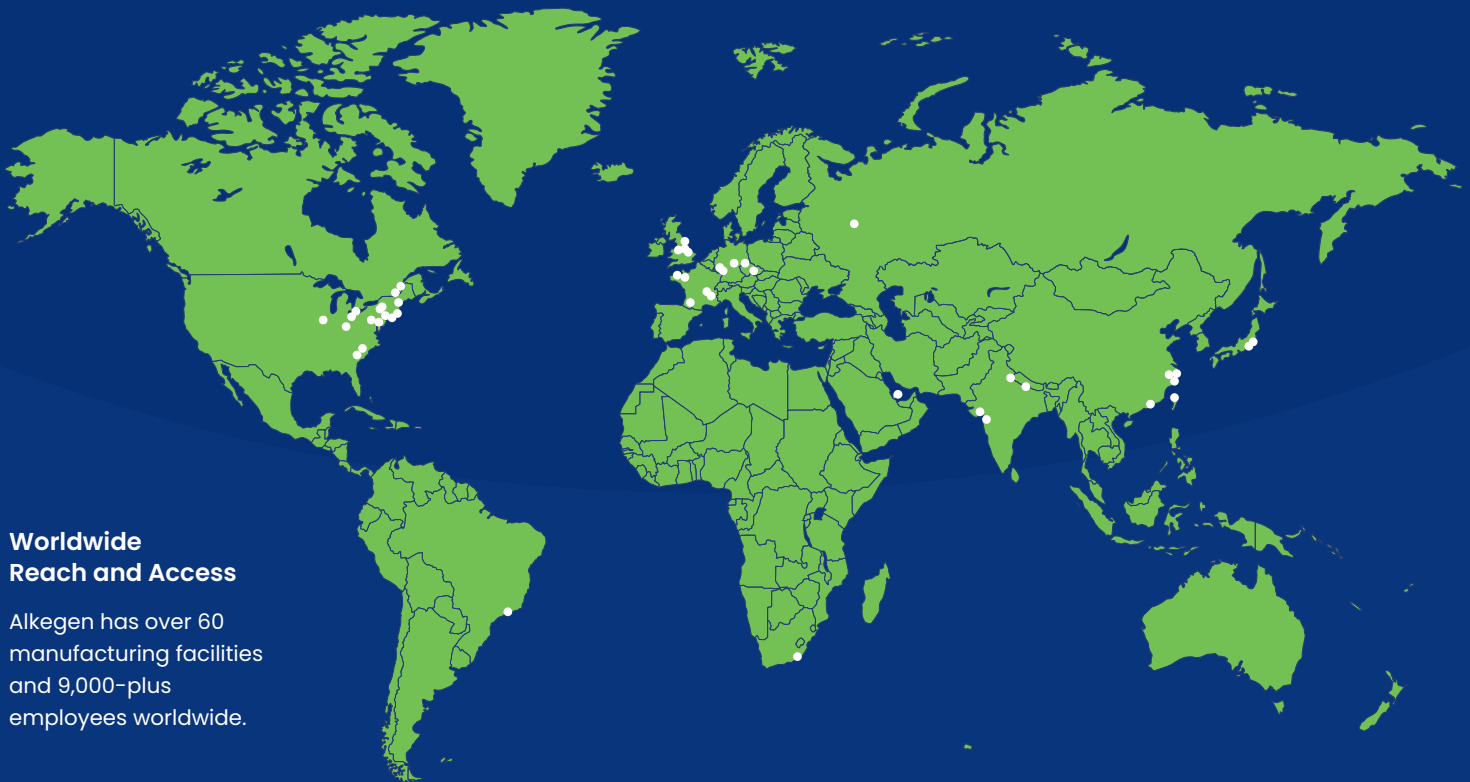 Worldwide
Reach and Access
Alkegen has over 60
manufacturing facilities
and 9,000-plus
employees worldwide.